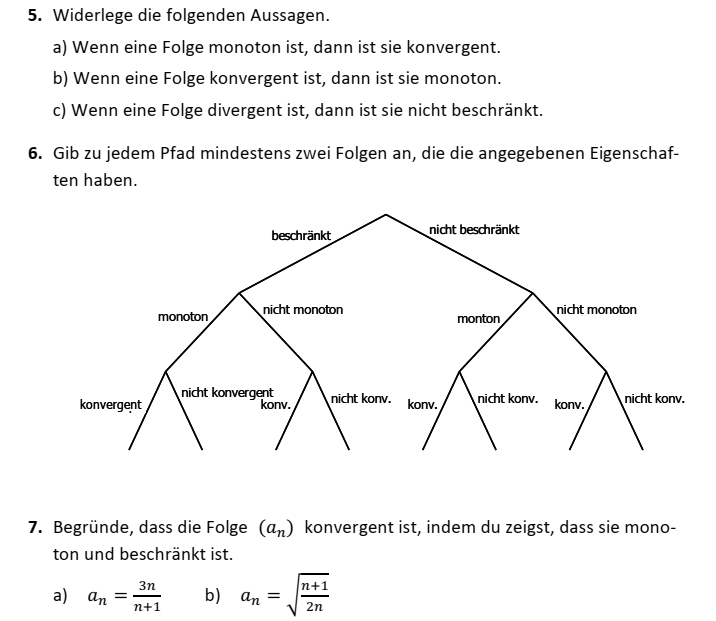 5. Widerlege die folgenden Aussagen.
a) Wenn eine Folge monoton ist, dann ist sie konvergent.
b) Wenn eine Folge konvergent ist, dann ist sie monoton.
c) Wenn eine Folge divergent ist, dann ist sie nicht beschränkt.
6. Gib zu jedem Pfad mindestens zwei Folgen an, die die angegebenen Eigenschaf-
ten haben.
beschränkt nicht beschränkt
monoton nicht monoton monton nicht monoton
konvergent nicht konvergent konv. nicht konv. konv. nicht konv. konv. nicht konv.
7. Begründe, dass die Folge (aₙ) konvergent ist, indem du zeigst, dass sie mono-
ton und beschränkt ist.
a) aₙ = 3n/n+1 b) aₙ = √(n+1/2n)